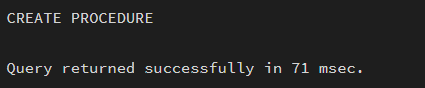 CREATE PROCEDURE
Query returned successfully in 71 msec.